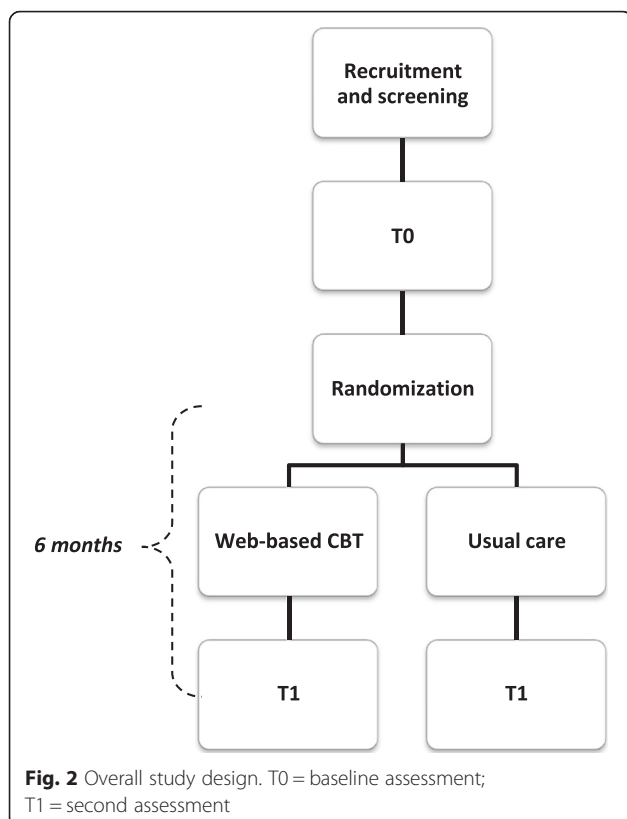 Recruitment
and screening
T0
Randomization
6 months
Web-based CBT
Usual care
T1
T1
Fig. 2 Overall study design. T0 = baseline assessment;
T1 = second assessment